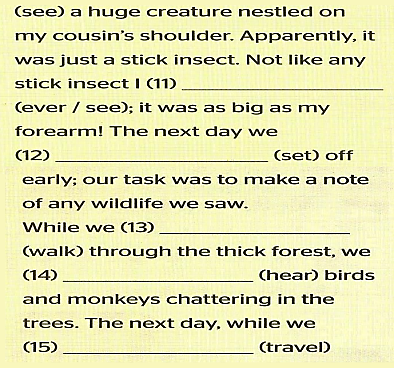 (see) a huge creature nestled on
my cousin's shoulder. Apparently, it
was just a stick insect. Not like any
stick insect I (11) ____________________
(ever / see); it was as big as my
forearm! The next day we
(12) ____________________ (set) off
early; our task was to make a note
of any wildlife we saw.
While we (13) ____________________
(walk) through the thick forest, we
(14) ____________________ (hear) birds
and monkeys chattering in the
trees. The next day, while we
(15) ____________________ (travel)